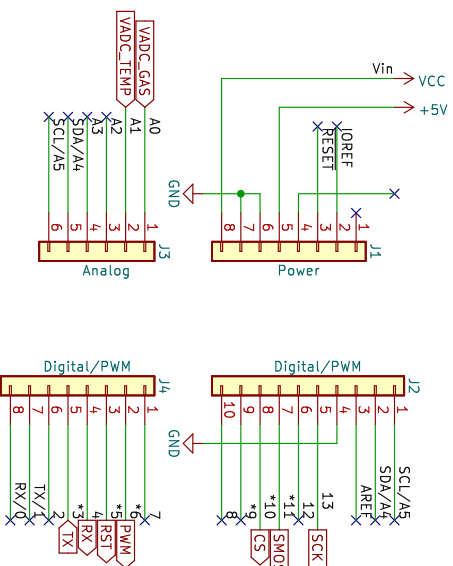 VADC_TEMP
VADC_GAS
Vin
VCC
+5V
SCL/A5
SDA/A4
A3
A2
A1
A0
RESET
IOREF
GND
6
5
4
3
2
1
8
7
6
5
4
3
2
1
J3
J1
Analog
Power
Digital/PWM
Digital/PWM
J4
J2
8
7
6
5
4
3
2
1
10
9
8
7
6
5
4
3
2
1
GND
RX/0
TX/1
2
*3
4
*5
*6
7
8
*9
*10
*11
12
13
AREF
SDA/A4
SCL/A5
TX
RX
RST
PWM
CS
SCK